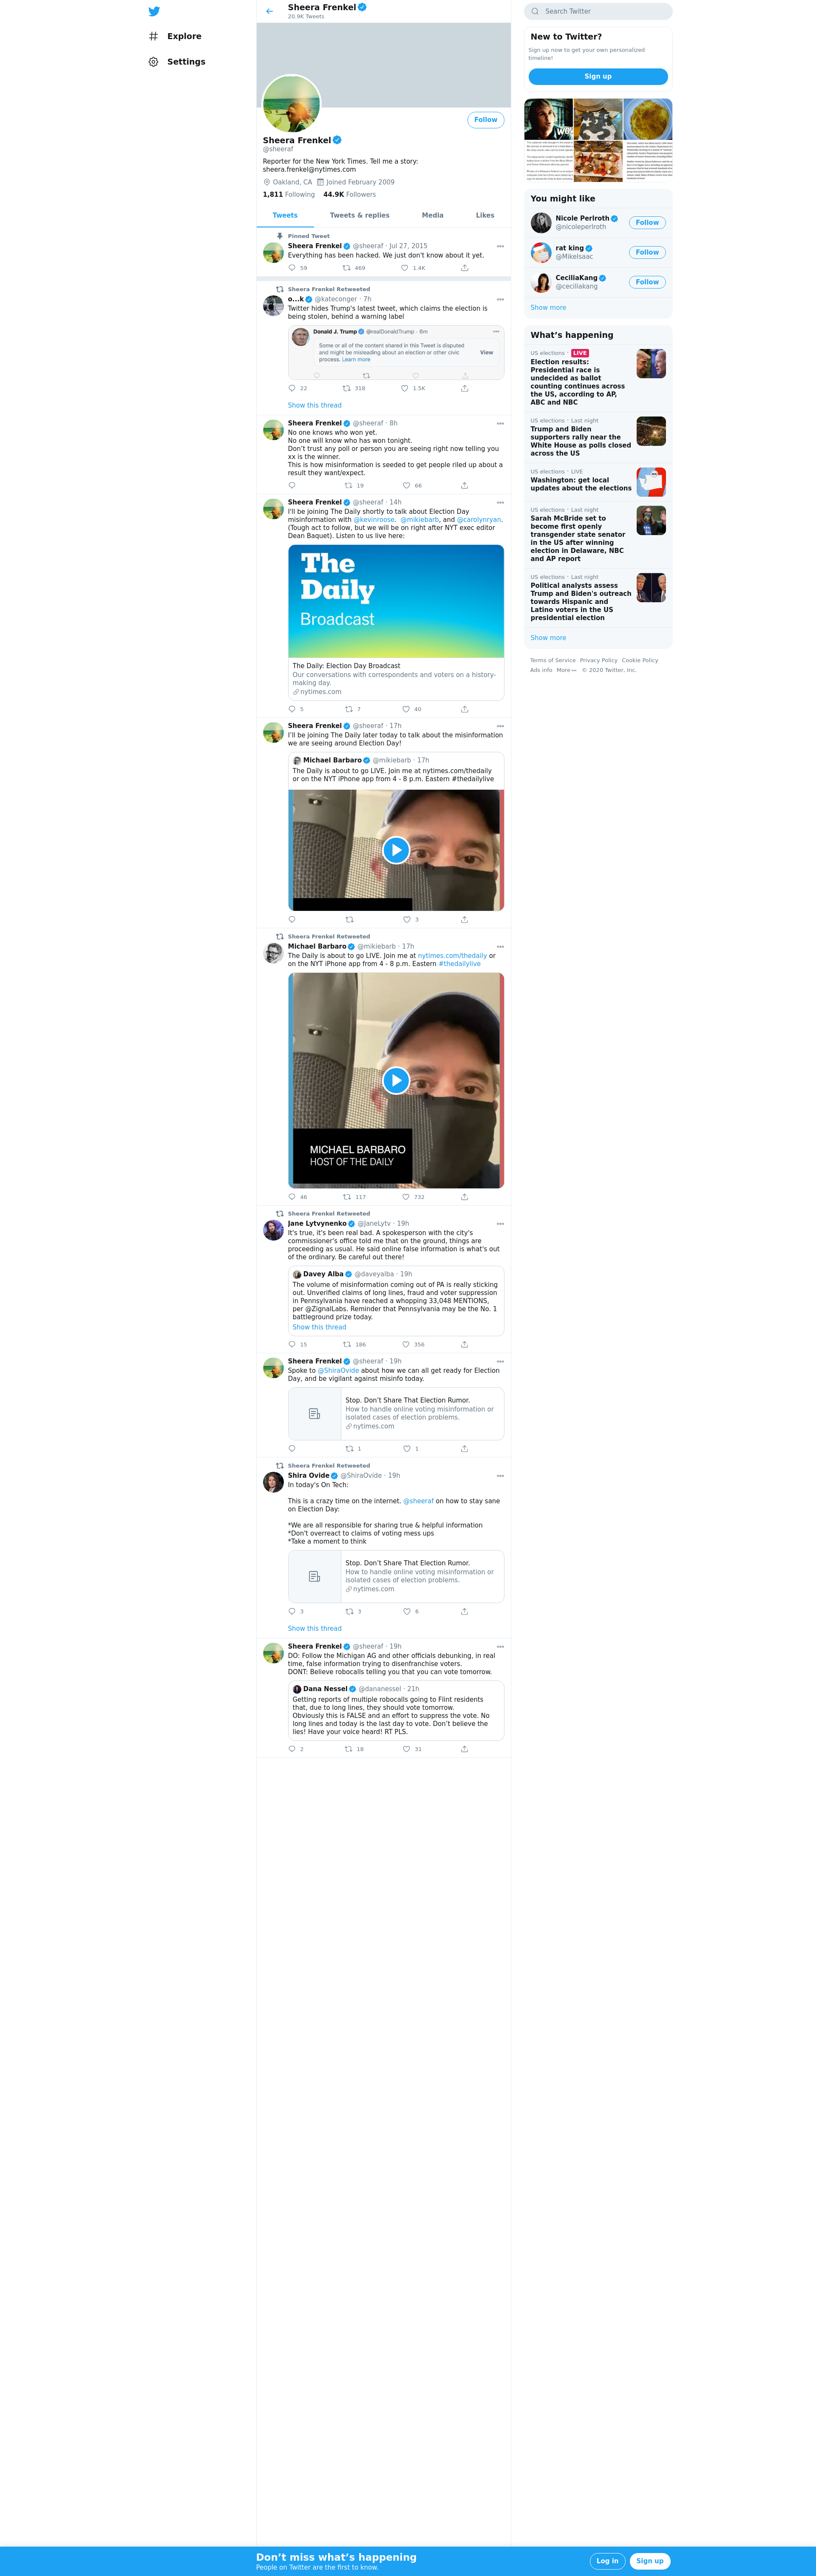 Explore
Settings
Sheera Frenkel
20.9K Tweets
Follow
Sheera Frenkel
@sheeraf
Reporter for the New York Times. Tell me a story:
sheera.frenkel@nytimes.com
Oakland, CA Joined February 2009
1,811 Following 44.9K Followers
Tweets Tweets & replies Media Likes
Pinned Tweet
Sheera Frenkel @sheeraf · Jul 27, 2015
Everything has been hacked. We just don't know about it yet.
59 469 1.4K
Sheera Frenkel Retweeted
o...k @kateconger · 7h
Twitter hides Trump's latest tweet, which claims the election is
being stolen, behind a warning label
Donald J. Trump @realDonaldTrump · 6m
Some or all of the content shared in this Tweet is disputed
and might be misleading about an election or other civic
process. Learn more
View
22 318 1.5K
Show this thread
Sheera Frenkel @sheeraf · 8h
No one knows who won yet.
No one will know who has won tonight.
Don't trust any poll or person you are seeing right now telling you
xx is the winner.
This is how misinformation is seeded to get people riled up about a
result they want/expect.
19 66
Sheera Frenkel @sheeraf · 14h
I'll be joining The Daily shortly to talk about Election Day
misinformation with @kevinroose, @mikiebarb, and @carolynryan.
(Tough act to follow, but we will be on right after NYT exec editor
Dean Baquet). Listen to us live here:
The
Daily
Broadcast
The Daily: Election Day Broadcast
Our conversations with correspondents and voters on a history-
making day.
nytimes.com
5 7 40
Sheera Frenkel @sheeraf · 17h
I'll be joining The Daily later today to talk about the misinformation
we are seeing around Election Day!
Michael Barbaro @mikiebarb · 17h
The Daily is about to go LIVE. Join me at nytimes.com/thedaily
or on the NYT iPhone app from 4 - 8 p.m. Eastern #thedailylive
3
Sheera Frenkel Retweeted
Michael Barbaro @mikiebarb · 17h
The Daily is about to go LIVE. Join me at nytimes.com/thedaily or
on the NYT iPhone app from 4 - 8 p.m. Eastern #thedailylive
MICHAEL BARBARO
HOST OF THE DAILY
46 117 732
Sheera Frenkel Retweeted
Jane Lytvynenko @JaneLytv · 19h
It's true, it's been real bad. A spokesperson with the city's
commissioner's office told me that on the ground, things are
proceeding as usual. He said online false information is what's out
of the ordinary. Be careful out there!
Davey Alba @daveyalba · 19h
The volume of misinformation coming out of PA is really sticking
out. Unverified claims of long lines, fraud and voter suppression
in Pennsylvania have reached a whopping 33,048 MENTIONS,
per @ZignalLabs. Reminder that Pennsylvania may be the No. 1
battleground prize today.
Show this thread
15 186 356
Sheera Frenkel @sheeraf · 19h
Spoke to @ShiraOvide about how we can all get ready for Election
Day, and be vigilant against misinfo today.
Stop. Don't Share That Election Rumor.
How to handle online voting misinformation or
isolated cases of election problems.
nytimes.com
1 1
Sheera Frenkel Retweeted
Shira Ovide @ShiraOvide · 19h
In today's On Tech:
This is a crazy time on the internet. @sheeraf on how to stay sane
on Election Day:
*We are all responsible for sharing true & helpful information
*Don't overreact to claims of voting mess ups
*Take a moment to think
Stop. Don't Share That Election Rumor.
How to handle online voting misinformation or
isolated cases of election problems.
nytimes.com
3 3 6
Show this thread
Sheera Frenkel @sheeraf · 19h
DO: Follow the Michigan AG and other officials debunking, in real
time, false information trying to disenfranchise voters.
DONT: Believe robocalls telling you that you can vote tomorrow.
Dana Nessel @dananessel · 21h
Getting reports of multiple robocalls going to Flint residents
that, due to long lines, they should vote tomorrow.
Obviously this is FALSE and an effort to suppress the vote. No
long lines and today is the last day to vote. Don't believe the
lies! Have your voice heard! RT PLS.
2 18 31
Search Twitter
New to Twitter?
Sign up now to get your own personalized
timeline!
Sign up
You might like
Nicole Perlroth
@nicoleperlroth
Follow
rat king
@MikeIsaac
Follow
CeciliaKang
@ceciliakang
Follow
Show more
What's happening
US elections · LIVE
Election results:
Presidential race is
undecided as ballot
counting continues across
the US, according to AP,
ABC and NBC
US elections · Last night
Trump and Biden
supporters rally near the
White House as polls closed
across the US
US elections · LIVE
Washington: get local
updates about the elections
US elections · Last night
Sarah McBride set to
become first openly
transgender state senator
in the US after winning
election in Delaware, NBC
and AP report
US elections · Last night
Political analysts assess
Trump and Biden's outreach
towards Hispanic and
Latino voters in the US
presidential election
Show more
Terms of Service Privacy Policy Cookie Policy
Ads info More © 2020 Twitter, Inc.
Don't miss what's happening
People on Twitter are the first to know.
Log in
Sign up